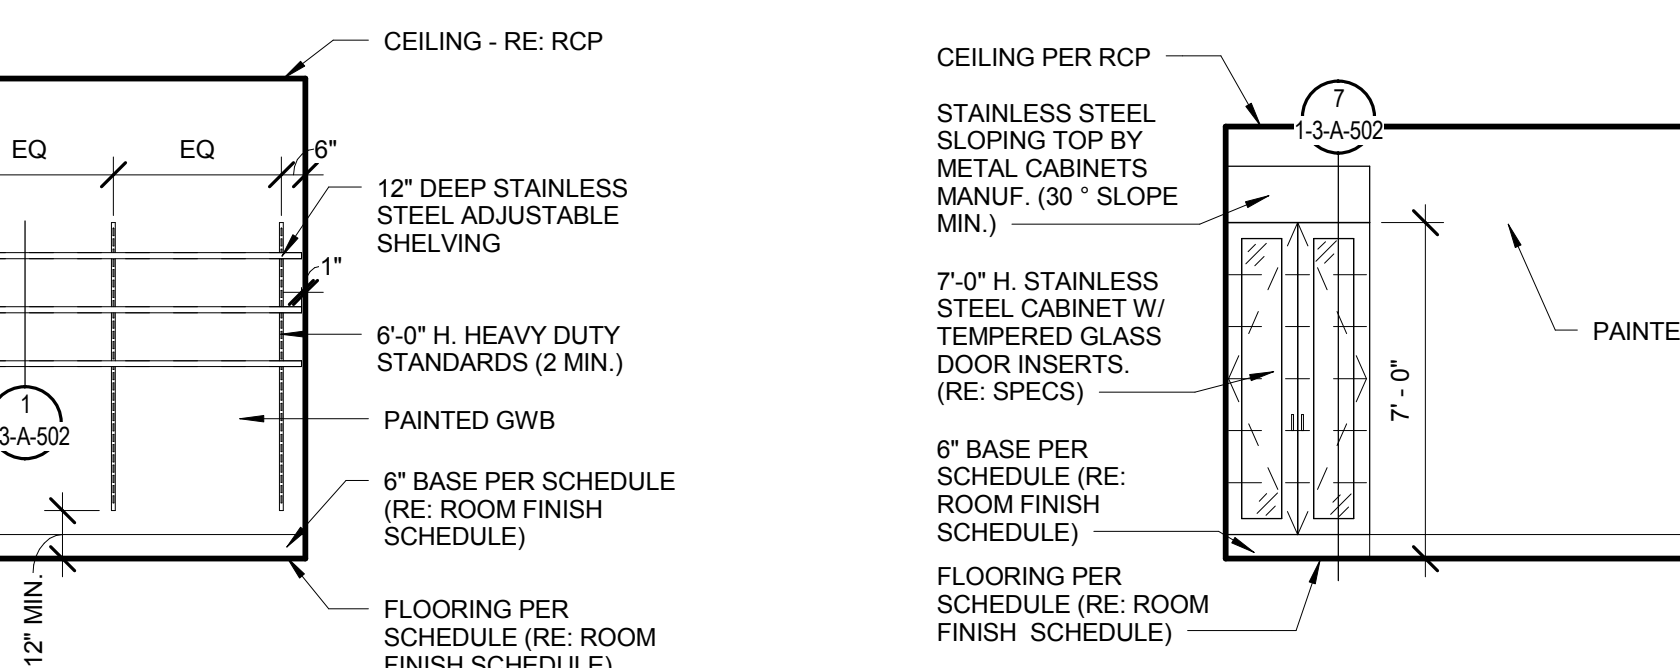 CEILING - RE: RCP
EQ
EQ
6"
12" DEEP STAINLESS
STEEL ADJUSTABLE
SHELVING
1"
6'-0" H. HEAVY DUTY
STANDARDS (2 MIN.)
PAINTED GWB
1
3-A-502
6" BASE PER SCHEDULE
(RE: ROOM FINISH
SCHEDULE)
12" MIN.
FLOORING PER
SCHEDULE (RE: ROOM
FINISH SCHEDULE)
CEILING PER RCP
7
1-3-A-502
STAINLESS STEEL
SLOPING TOP BY
METAL CABINETS
MANUF. (30 ° SLOPE
MIN.)
7'-0" H. STAINLESS
STEEL CABINET W/
TEMPERED GLASS
DOOR INSERTS.
(RE: SPECS)
7' - 0"
PAINTE
6" BASE PER
SCHEDULE (RE:
ROOM FINISH
SCHEDULE)
FLOORING PER
SCHEDULE (RE: ROOM
FINISH SCHEDULE)